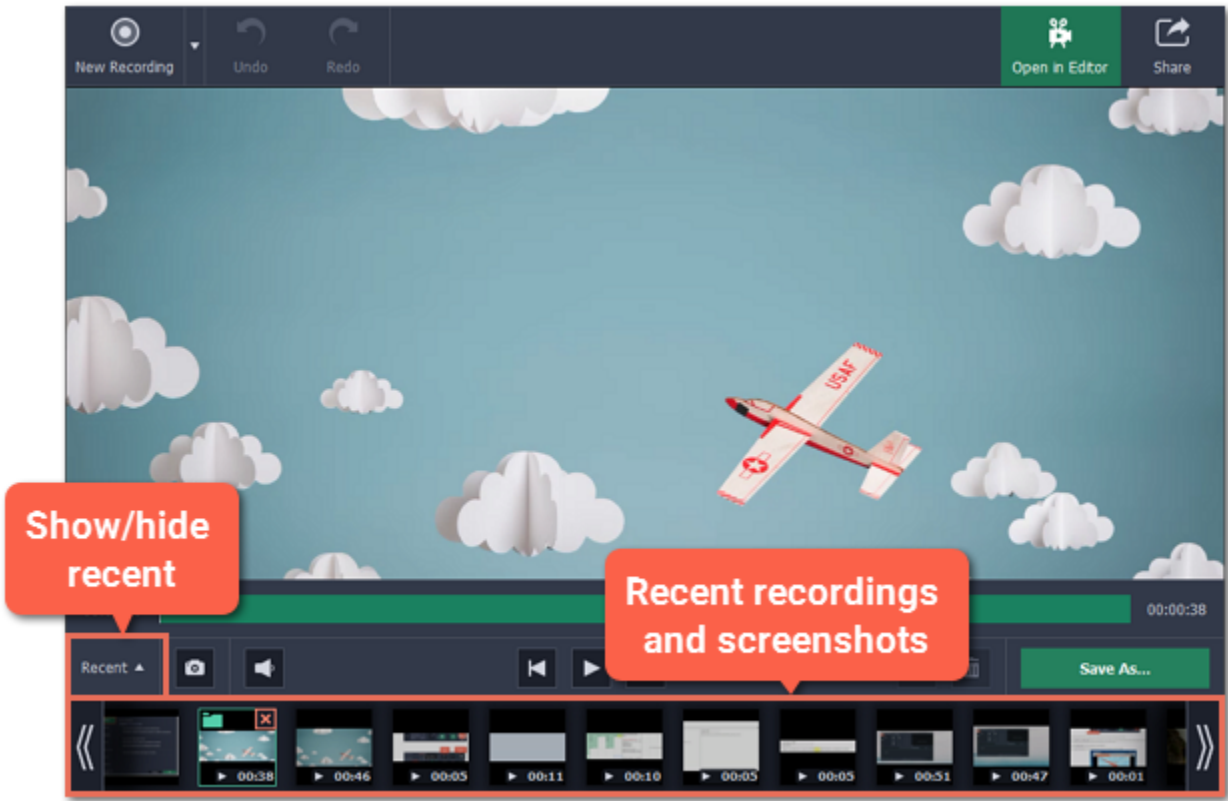 New Recording
Undo
Redo
Open in Editor
Share
USAF
Show/hide
recent
Recent recordings
and screenshots
00:00:38
Recent
Save As...
00:38
00:46
00:05
00:11
00:10
00:05
00:05
00:51
00:47
00:01